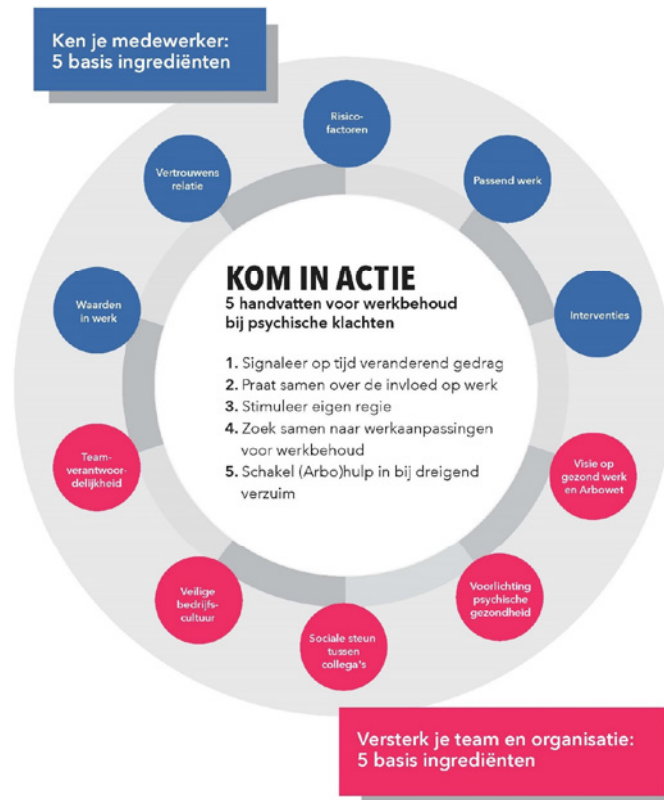 Ken je medewerker:
5 basis ingrediënten
Risico-
factoren
Vertrouwens
relatie
Passend werk
Waarden
in werk
Interventies
KOM IN ACTIE
5 handvatten voor werkbehoud
bij psychische klachten
1. Signaleer op tijd veranderend gedrag
2. Praat samen over de invloed op werk
3. Stimuleer eigen regie
4. Zoek samen naar werkaanpassingen
voor werkbehoud
5. Schakel (Arbo)hulp in bij dreigend
verzuim
Team-
verantwoor-
delijkheid
Visie op
gezond werk
en Arbowet
Veilige
bedrijfs-
cultuur
Voorlichting
psychische
gezondheid
Sociale steun
tussen
collega's
Versterk je team en organisatie:
5 basis ingrediënten